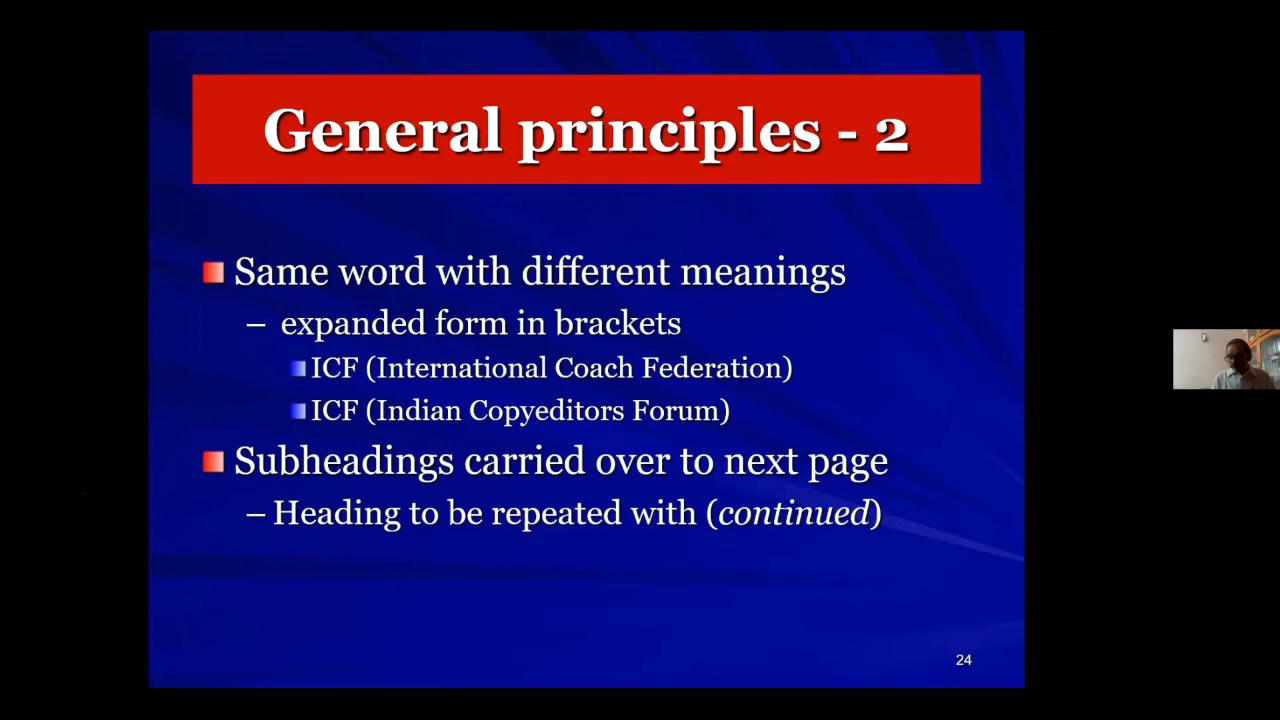 General principles - 2
Same word with different meanings
– expanded form in brackets
ICF (International Coach Federation)
ICF (Indian Copyeditors Forum)
Subheadings carried over to next page
– Heading to be repeated with (continued)
24